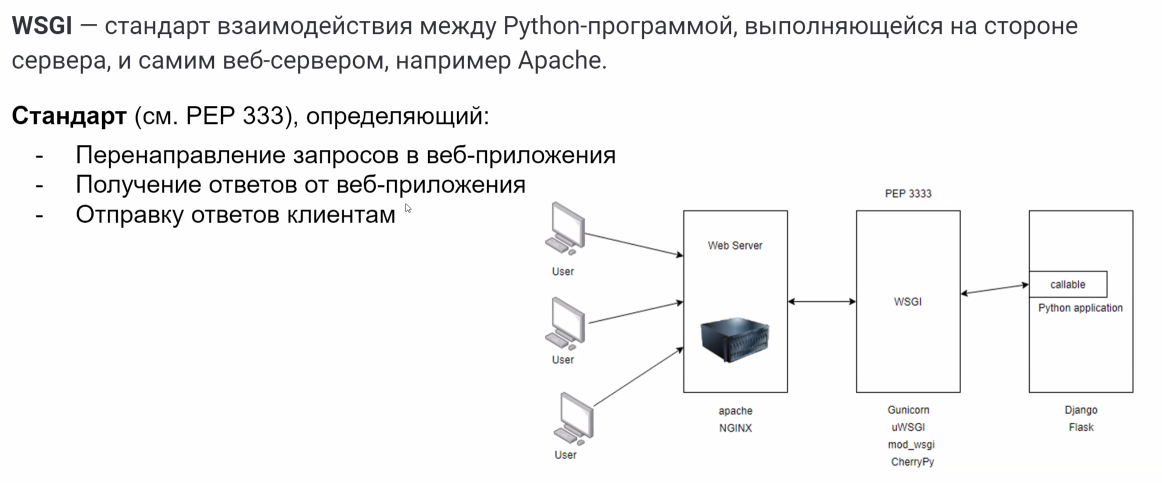 WSGI — стандарт взаимодействия между Python-программой, выполняющейся на стороне
сервера, и самим веб-сервером, например Apache.
Стандарт (см. PEP 333), определяющий:
- Перенаправление запросов в веб-приложения
- Получение ответов от веб-приложения
- Отправку ответов клиентам
PEP 3333
User
User
User
Web Server
apache
NGINX
WSGI
Gunicorn
uWSGI
mod_wsgi
CherryPy
callable
Python application
Django
Flask